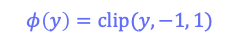 ϕ(y) = clip(y, −1, 1)